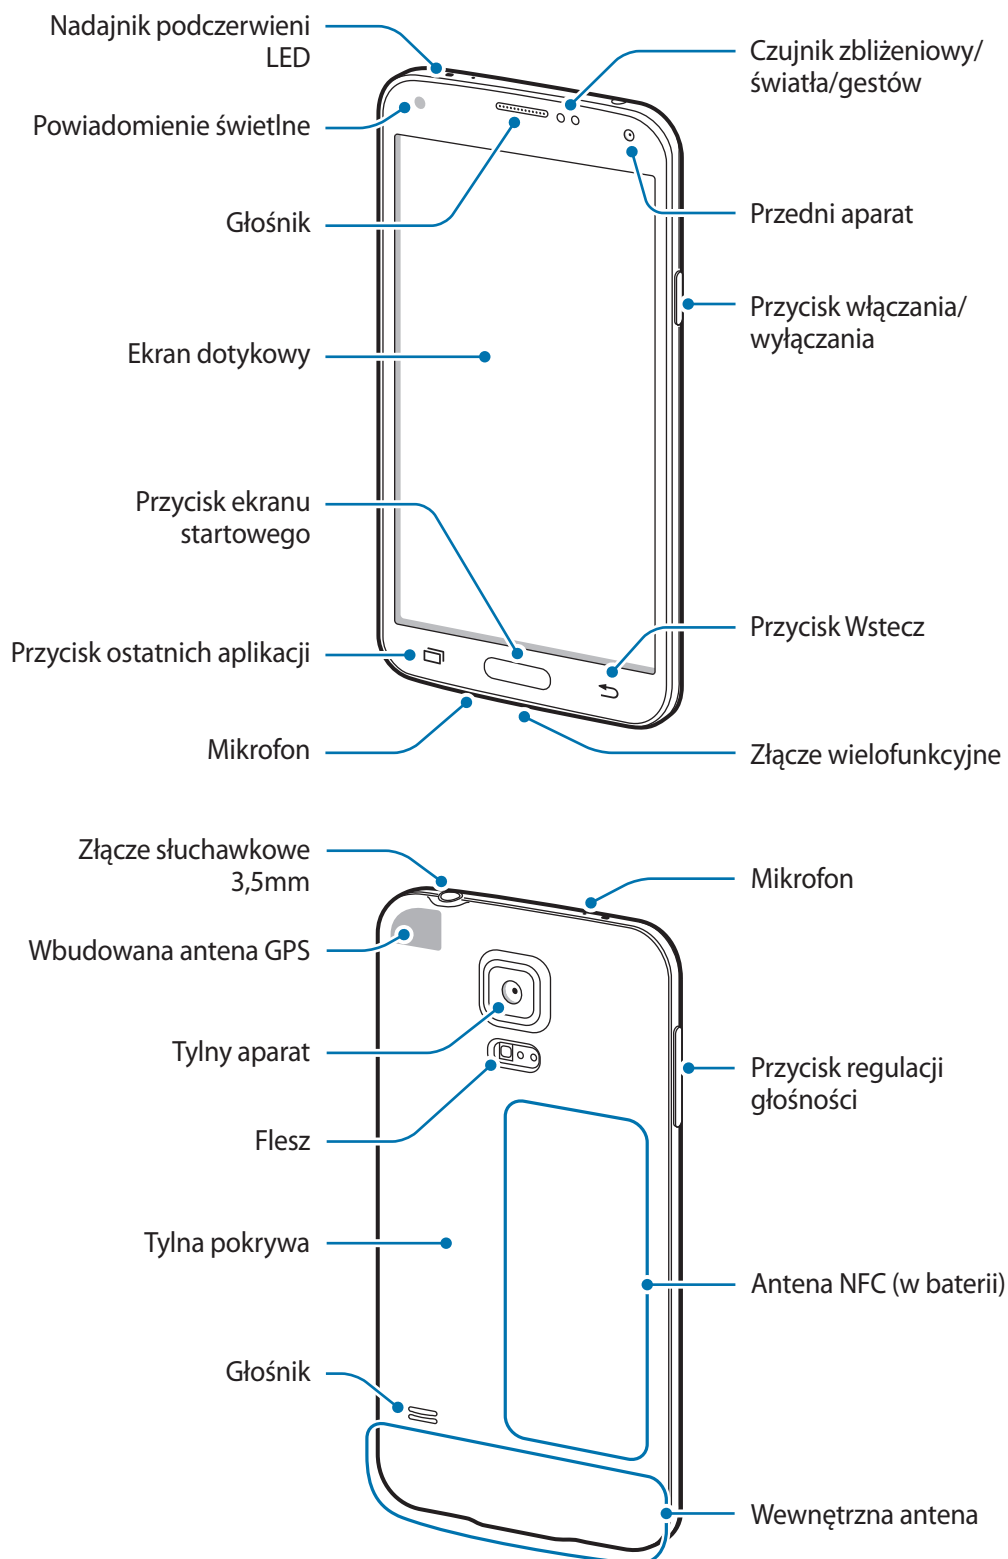 Nadajnik podczerwieni
LED
Czujnik zbliżeniowy/
światła/gestów
Powiadomienie świetlne
Głośnik
Przedni aparat
Przycisk włączania/
wyłączania
Ekran dotykowy
Przycisk ekranu
startowego
Przycisk Wstecz
Przycisk ostatnich aplikacji
Mikrofon
Złącze wielofunkcyjne
Złącze słuchawkowe
3,5mm
Mikrofon
Wbudowana antena GPS
Tylny aparat
Przycisk regulacji
głośności
Flesz
Tylna pokrywa
Antena NFC (w baterii)
Głośnik
Wewnętrzna antena